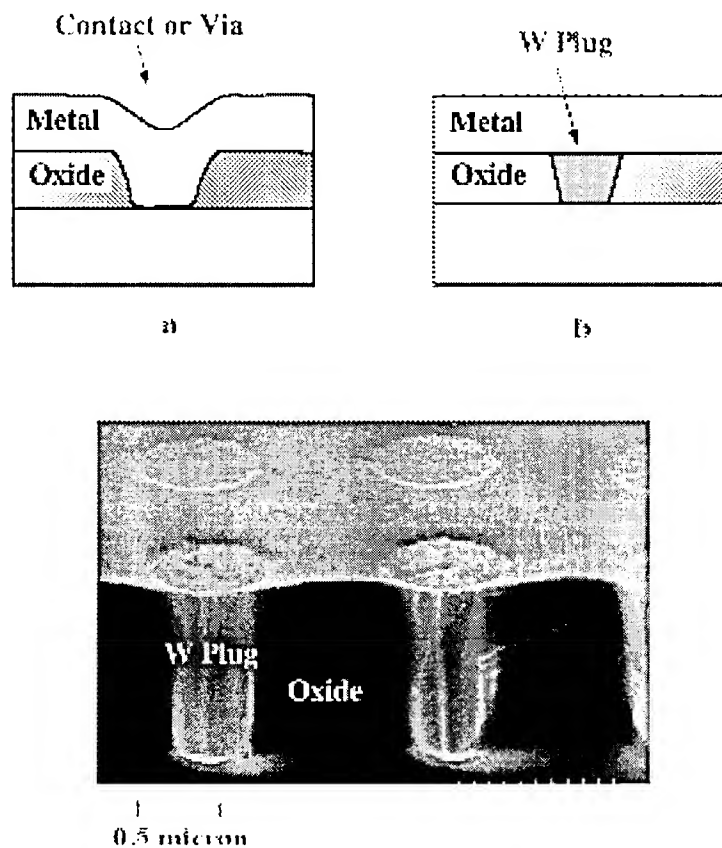 Contact or Via
W Plug
Metal
Oxide
Metal
Oxide
a
b
W Plug
Oxide
0.5 micron